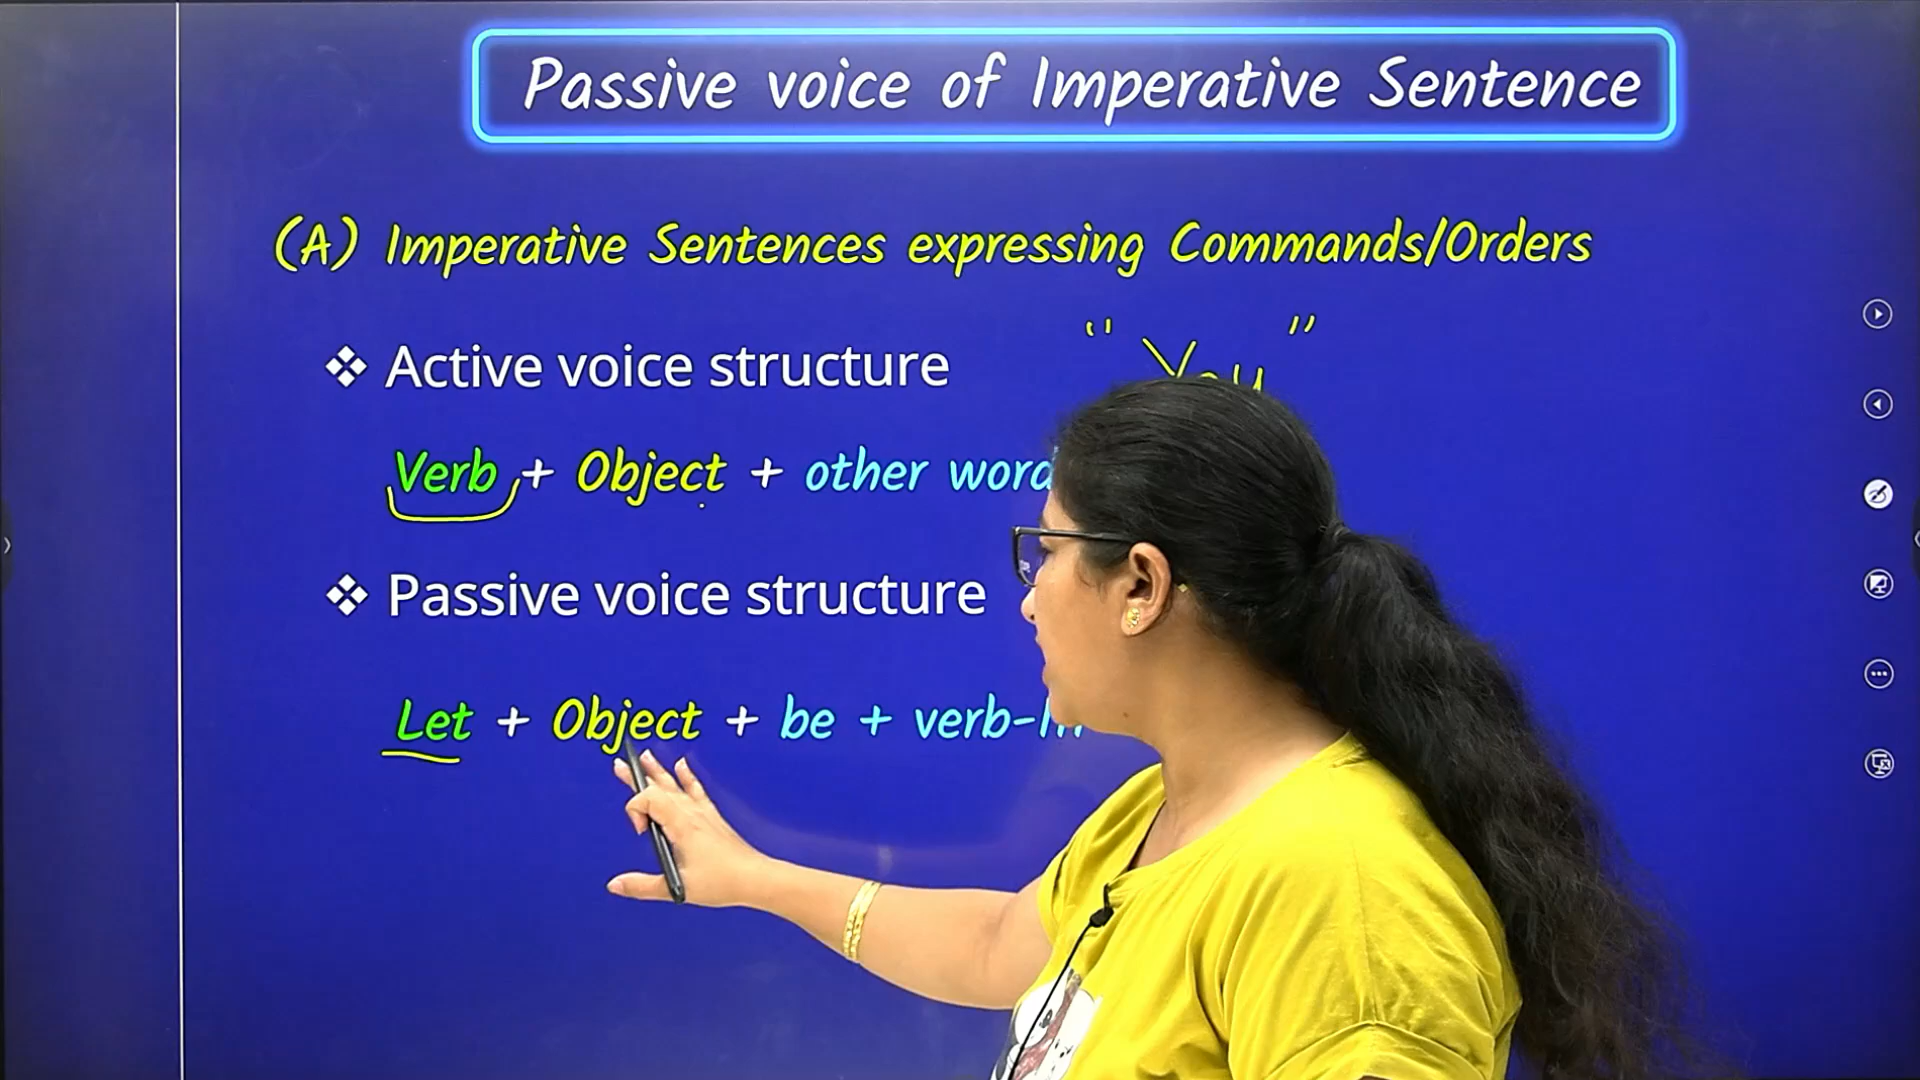 Passive voice of Imperative Sentence
(A) Imperative Sentences expressing Commands/Orders
" You "
❖ Active voice structure
Verb + Object + other
❖ Passive voice structure
Let + Object + be +